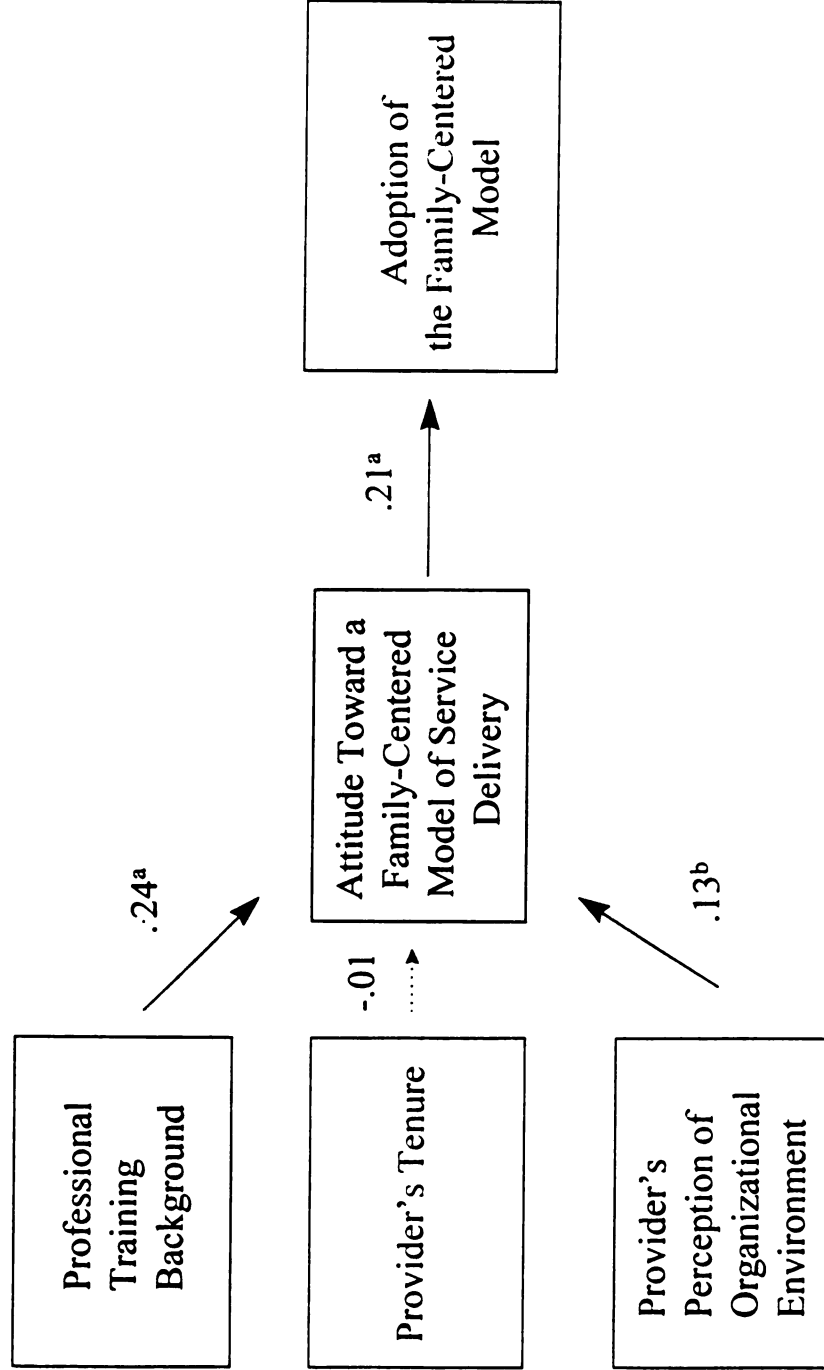 Professional
Training
Background
Provider's Tenure
Provider's
Perception of
Organizational
Environment
.24ª
-.01
.13ᵇ
Attitude Toward a
Family-Centered
Model of Service
Delivery
.21ª
Adoption of
the Family-Centered
Model